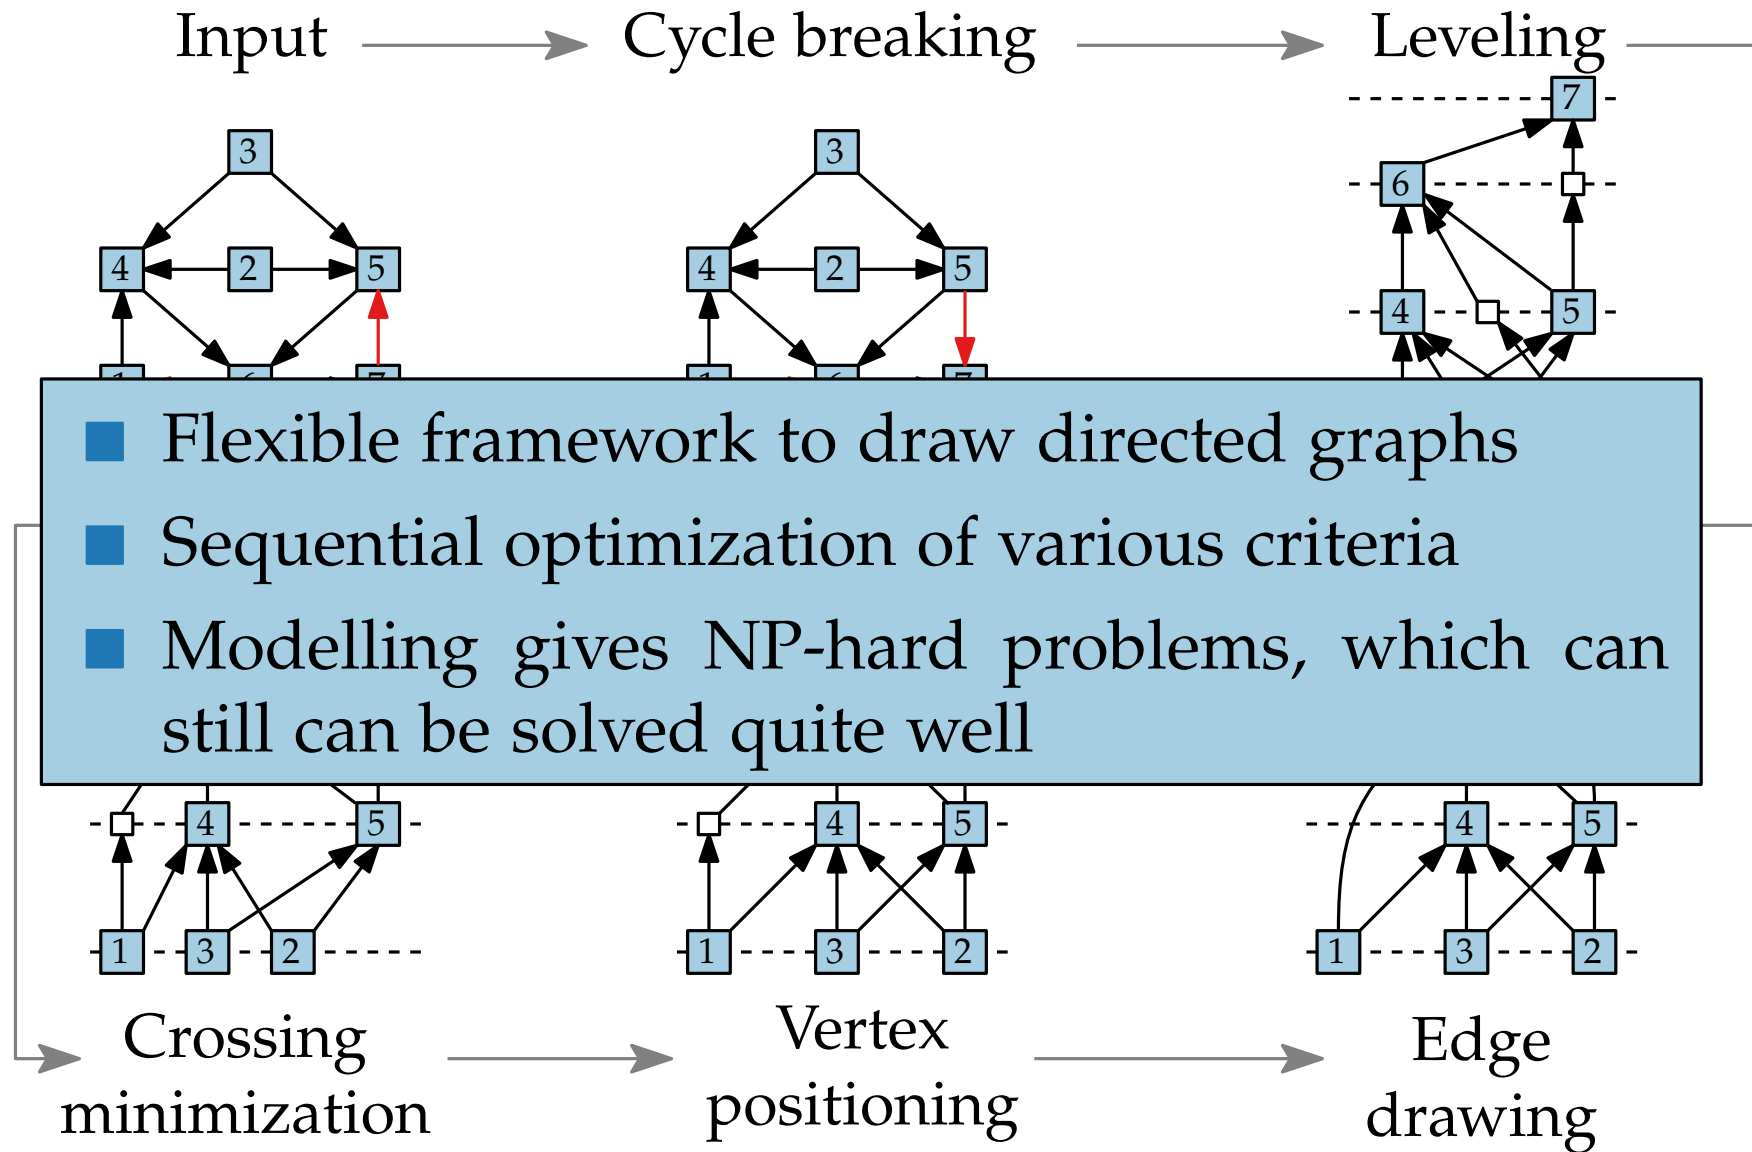 Input Cycle breaking Leveling
7
3 3
6
4 2 5 4 2 5
4 5
Flexible framework to draw directed graphs
Sequential optimization of various criteria
Modelling gives NP-hard problems, which can
still can be solved quite well
4 5 4 5 4 5
1 3 2 1 3 2 1 3 2
Crossing
minimization
Vertex
positioning
Edge
drawing